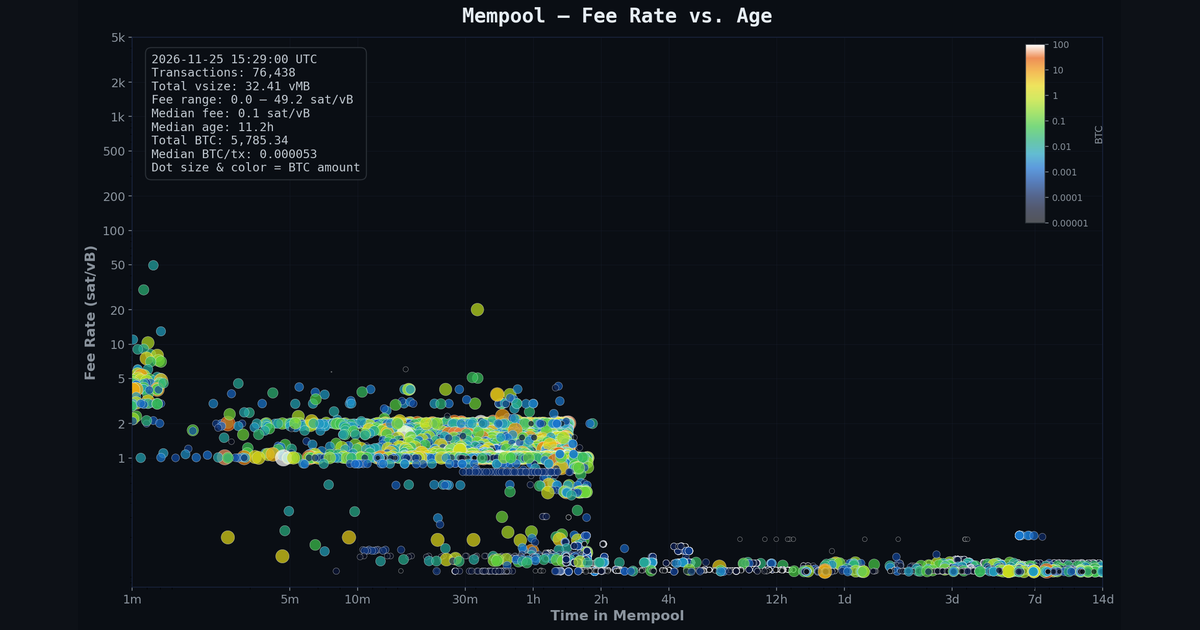 Mempool — Fee Rate vs. Age
2026-11-25 15:29:00 UTC
Transactions: 76,438
Total vsize: 32.41 vMB
Fee range: 0.0 – 49.2 sat/vB
Median fee: 0.1 sat/vB
Median age: 11.2h
Total BTC: 5,785.34
Median BTC/tx: 0.000053
Dot size & color = BTC amount
100
10
1
0.1
0.01
0.001
0.0001
0.00001
BTC
Fee Rate (sat/vB)
5k
2k
1k
500
200
100
50
20
10
5
2
1
1m
5m
10m
30m
1h
2h
4h
12h
1d
3d
7d
14d
Time in Mempool